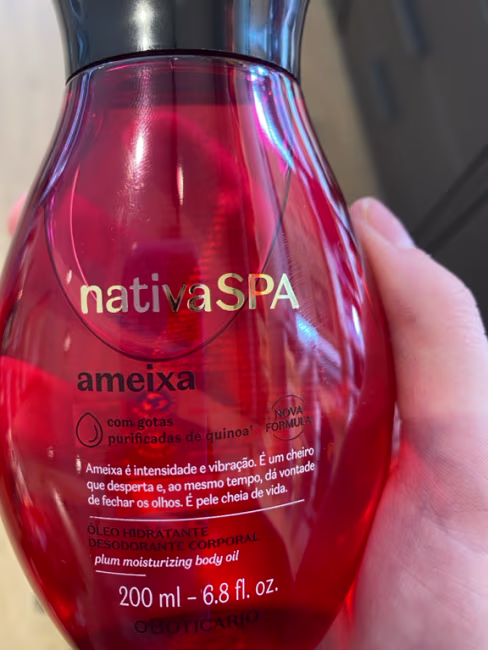 nativaSPA
ameixa
com gotas
purificadas de quinoa¹
NOVA
FÓRMULA
Ameixa é intensidade e vibração. É um cheiro
que desperta e, ao mesmo tempo, dá vontade
de fechar os olhos. É pele cheia de vida.
ÓLEO HIDRATANTE
DESODORANTE CORPORAL
plum moisturizing body oil
200 ml – 6.8 fl. oz.
OBOTICÁRIO